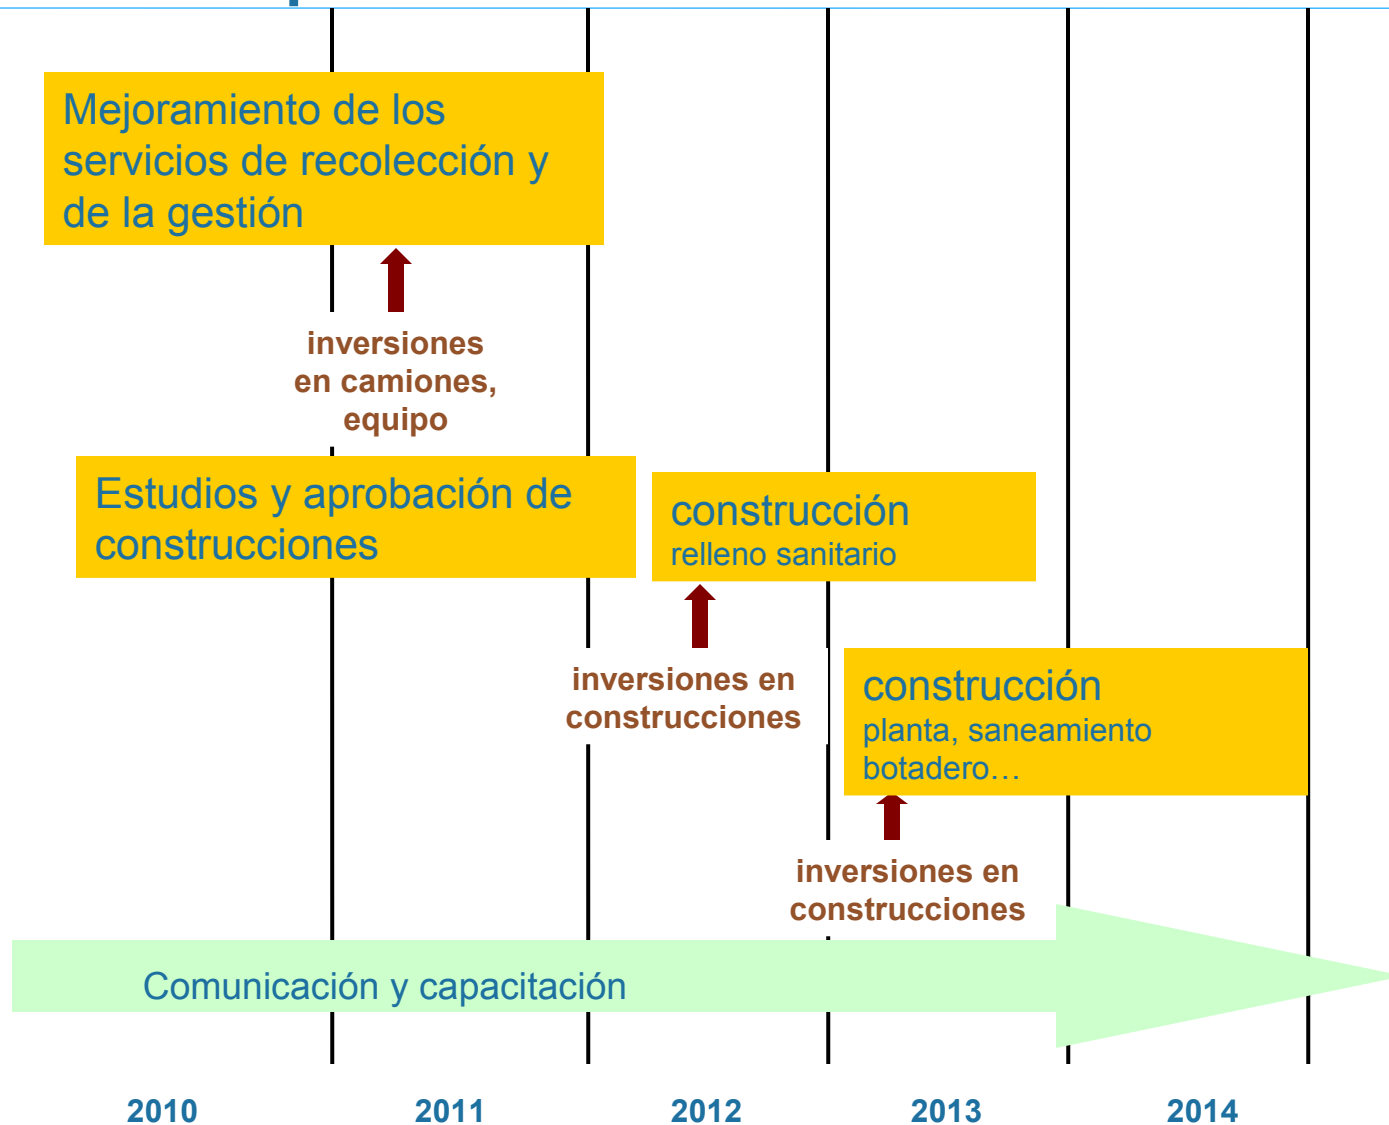 Mejoramiento de los
servicios de recolección y
de la gestión
inversiones
en camiones,
equipo
Estudios y aprobación de
construcciones
construcción
relleno sanitario
inversiones en
construcciones
construcción
planta, saneamiento
botadero…
inversiones en
construcciones
Comunicación y capacitación
2010 2011 2012 2013 2014